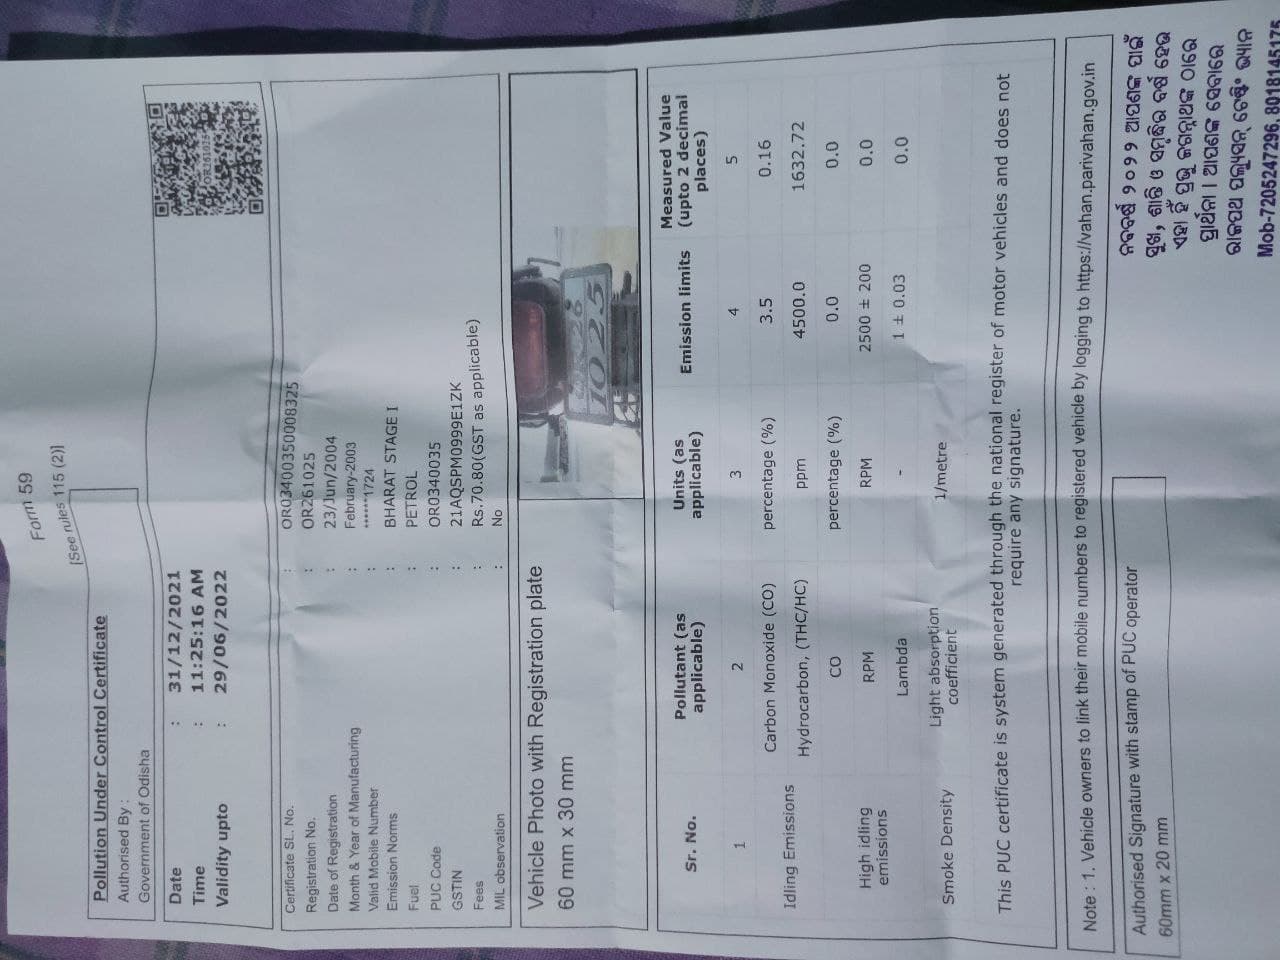 Form 59
[See rules 115 (2)]
Pollution Under Control Certificate
Authorised By :
Government of Odisha
Date : 31/12/2021
Time : 11:25:16 AM
Validity upto : 29/06/2022
OR261025
Certificate SL. No. : OR03400350008325
Registration No. : OR261025
Date of Registration : 23/Jun/2004
Month & Year of Manufacturing : February-2003
Valid Mobile Number : ******1724
Emission Norms : BHARAT STAGE I
Fuel : PETROL
PUC Code : OR0340035
GSTIN : 21AQSPM0999E1ZK
Fees : Rs.70.80(GST as applicable)
MIL observation : No
Vehicle Photo with Registration plate
60 mm x 30 mm
1025
Sr. No. Pollutant (as applicable) Units (as applicable) Emission limits Measured Value (upto 2 decimal places)
1 2 3 4 5
Idling Emissions Carbon Monoxide (CO) percentage (%) 3.5 0.16
Hydrocarbon, (THC/HC) ppm 4500.0 1632.72
High idling emissions CO percentage (%) 0.0 0.0
RPM RPM 2500 ± 200 0.0
Lambda - 1 ± 0.03 0.0
Smoke Density Light absorption coefficient 1/metre
This PUC certificate is system generated through the national register of motor vehicles and does not
require any signature.
Note : 1. Vehicle owners to link their mobile numbers to registered vehicle by logging to https://vahan.parivahan.gov.in
Authorised Signature with stamp of PUC operator
60mm x 20 mm
ନବବର୍ଷ ୨୦୨୨ ଆପଣଙ୍କ ପାଇଁ
ସୁଖ, ଶାନ୍ତି ଓ ସମୃଦ୍ଧିର ବର୍ଷ ହେଉ
ଏହା ହିଁ ପ୍ରଭୁ ଜଗନ୍ନାଥଙ୍କ ଠାରେ
ପ୍ରାର୍ଥନା । ଆପଣଙ୍କ ସେବାରେ
ରାଜପଥ ପଲ୍ୟୁସନ୍ ଟେଷ୍ଟିଂ
Mob-7205247296, 8018145175